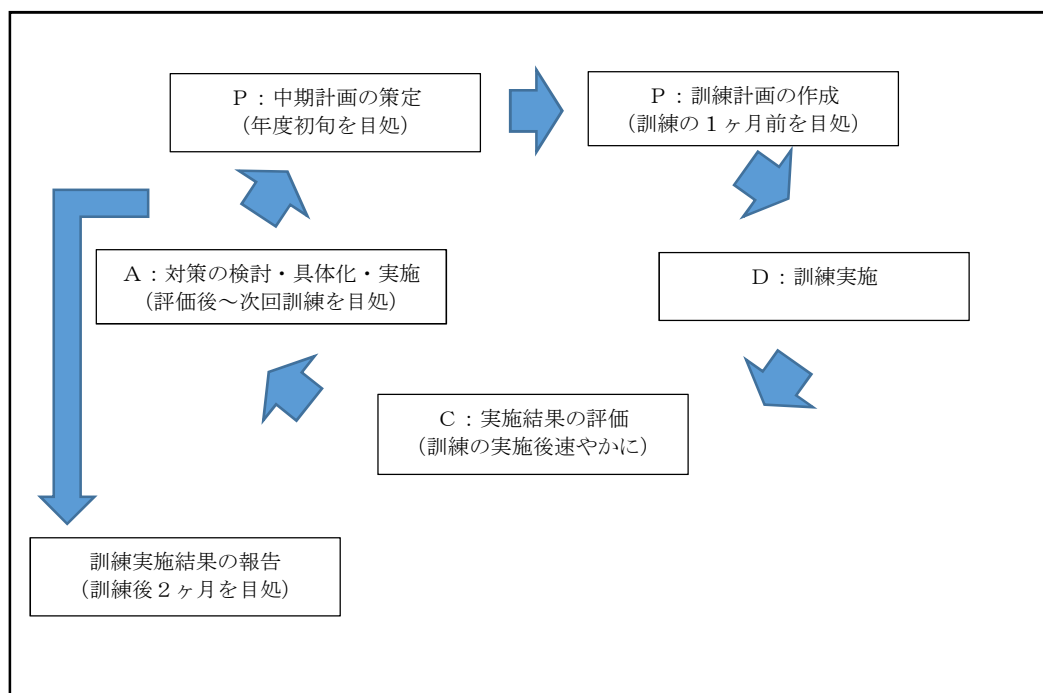 Ｐ：中期計画の策定
（年度初旬を目処）
Ｐ：訓練計画の作成
（訓練の１ヶ月前を目処）
Ａ：対策の検討・具体化・実施
（評価後～次回訓練を目処）
Ｄ：訓練実施
Ｃ：実施結果の評価
（訓練の実施後速やかに）
訓練実施結果の報告
（訓練後２ヶ月を目処）